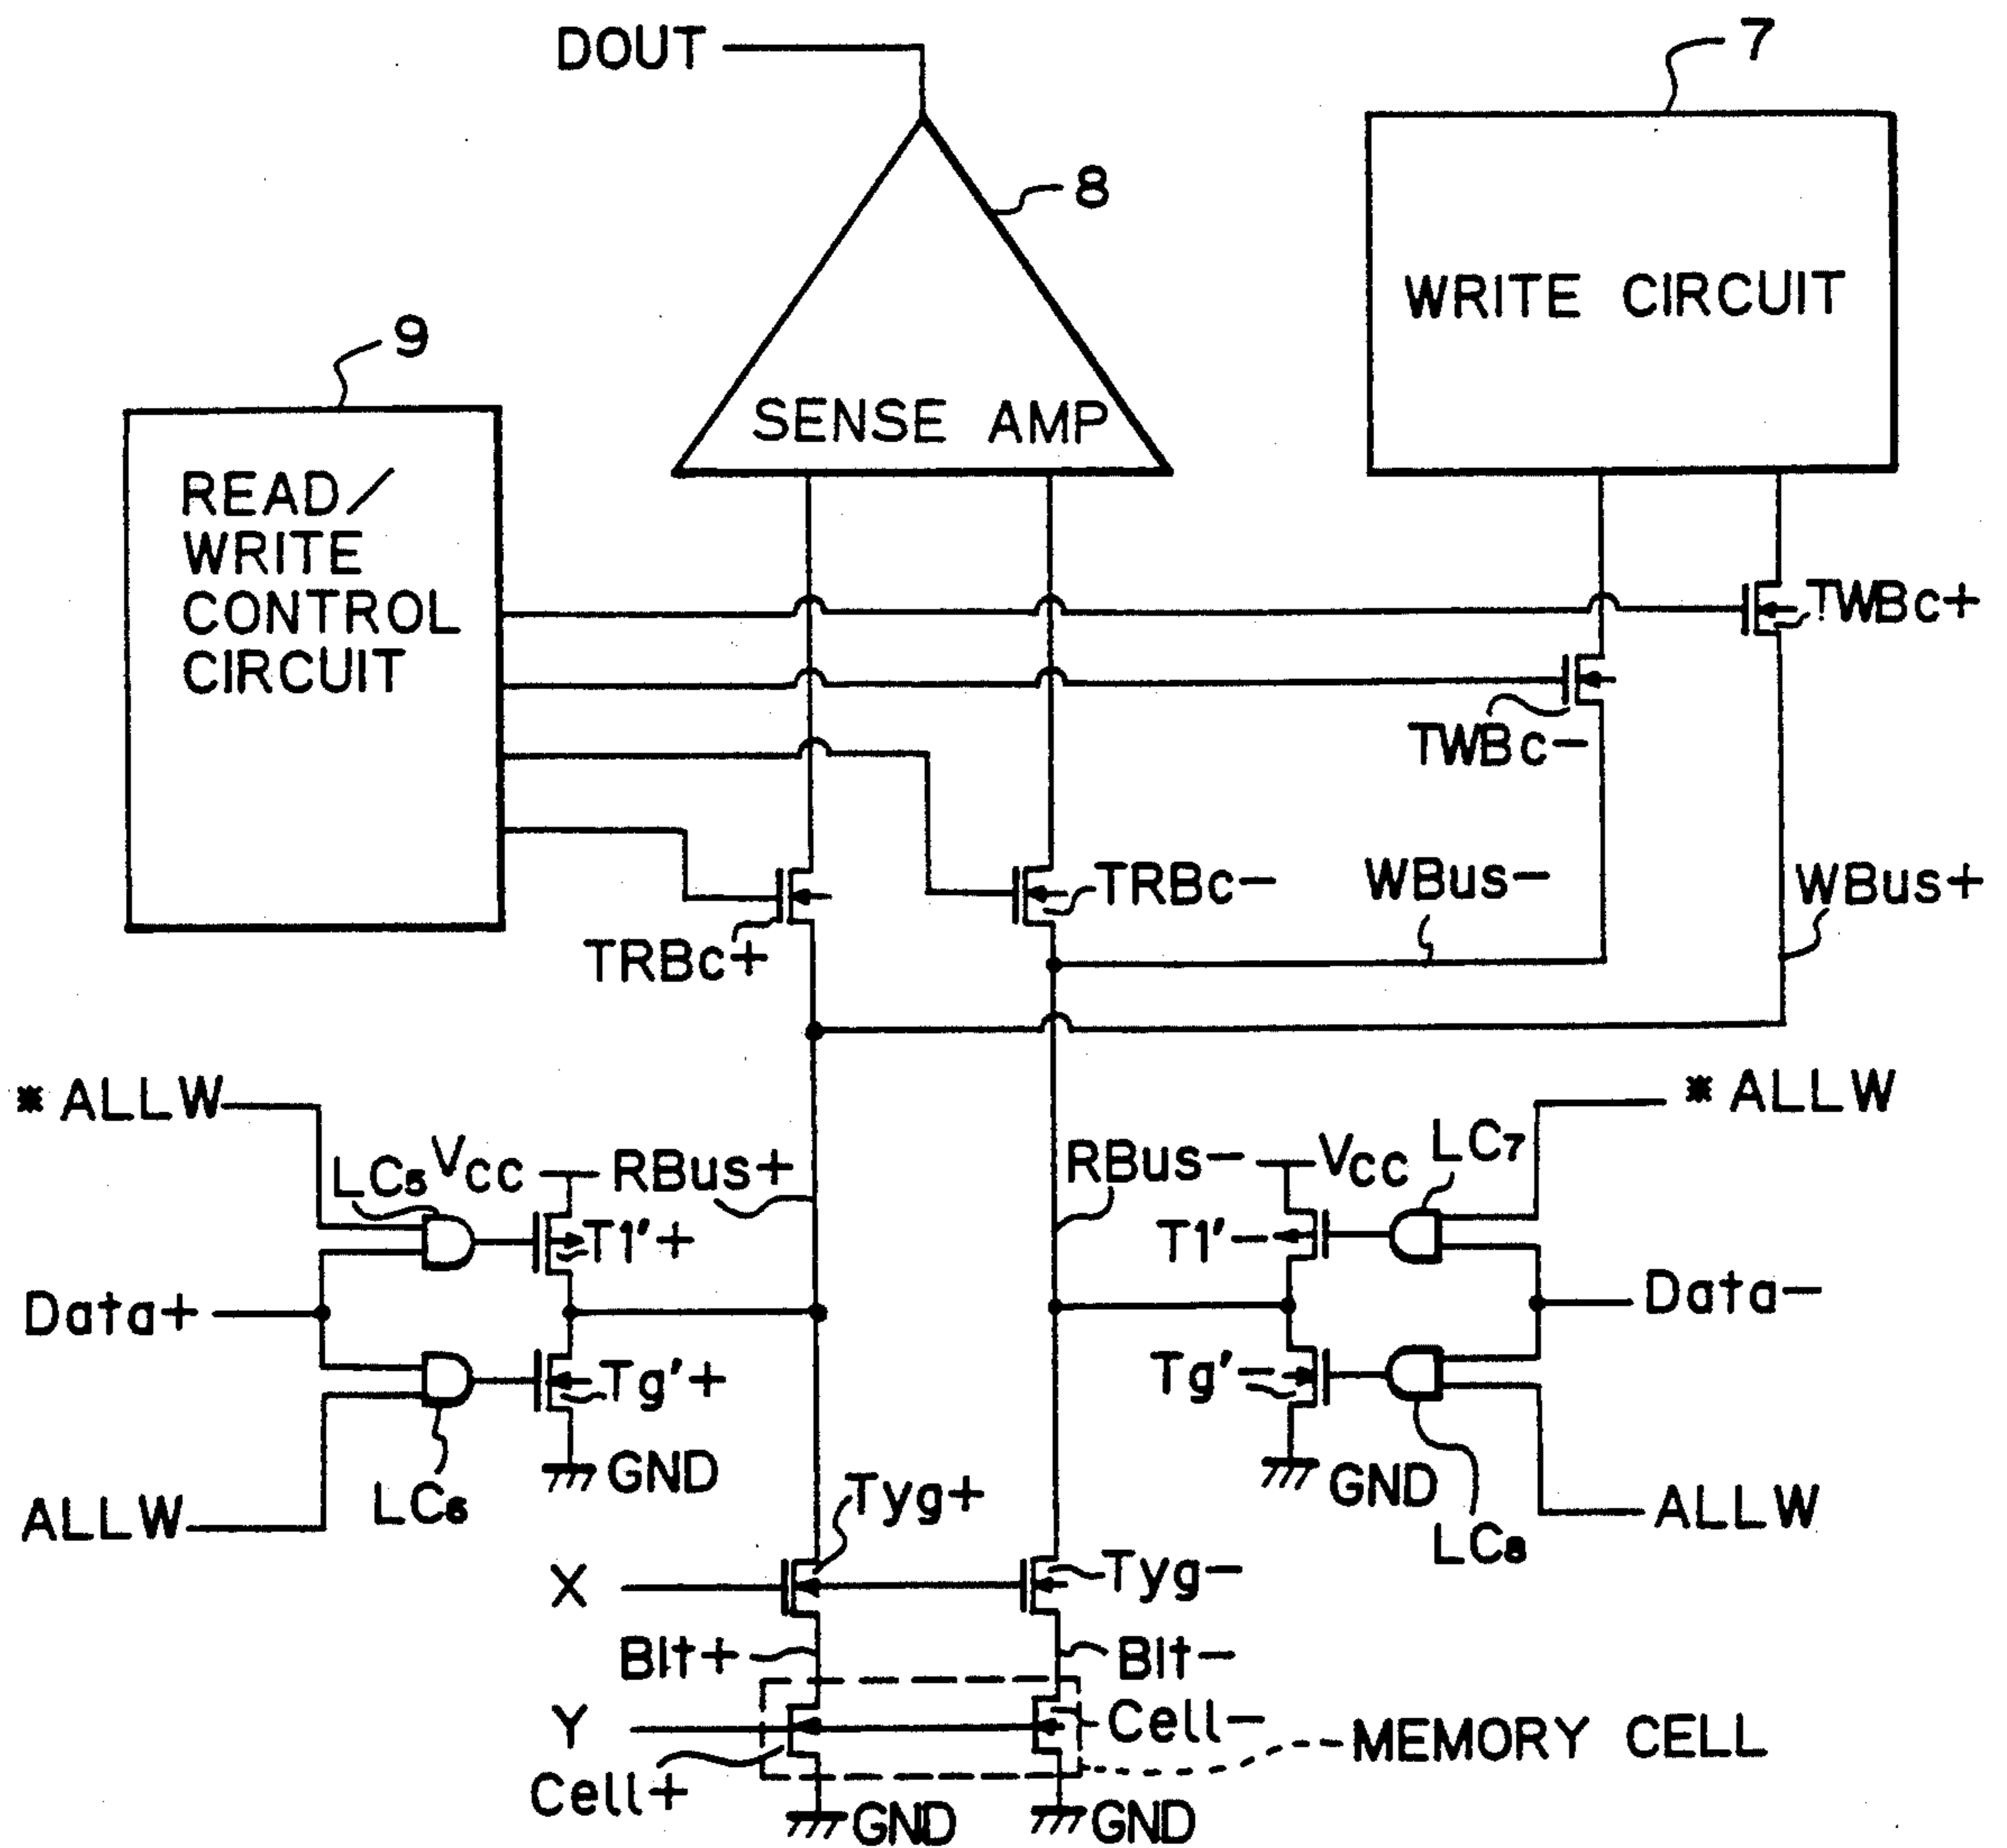 DOUT
7
8
WRITE CIRCUIT
9
SENSE AMP
READ/
WRITE
CONTROL
CIRCUIT
TWBc+
TWBc-
TRBc-
WBus-
WBus+
TRBc+
*ALLW
*ALLW
LC5
Vcc
RBus+
RBus-
Vcc
LC7
T1'+
T1'-
Data+
Data-
Tg'+
Tg'-
GND
GND
LC6
Tyg+
ALLW
ALLW
LC8
X
Tyg-
Bit+
Bit-
Y
Cell-
MEMORY CELL
Cell+
GND
GND